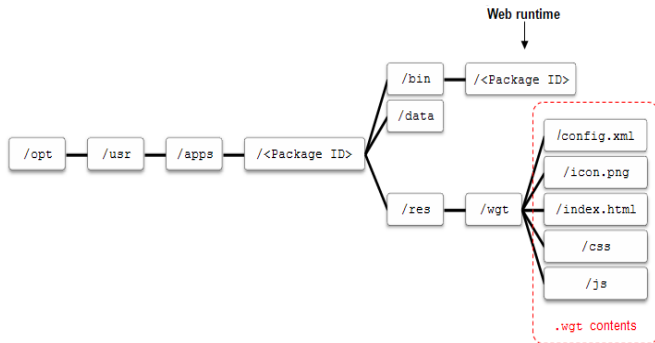 Web runtime
/bin
/<Package ID>
/data
/config.xml
/icon.png
/opt
/usr
/apps
/<Package ID>
/res
/wgt
/index.html
/css
/js
.wgt contents